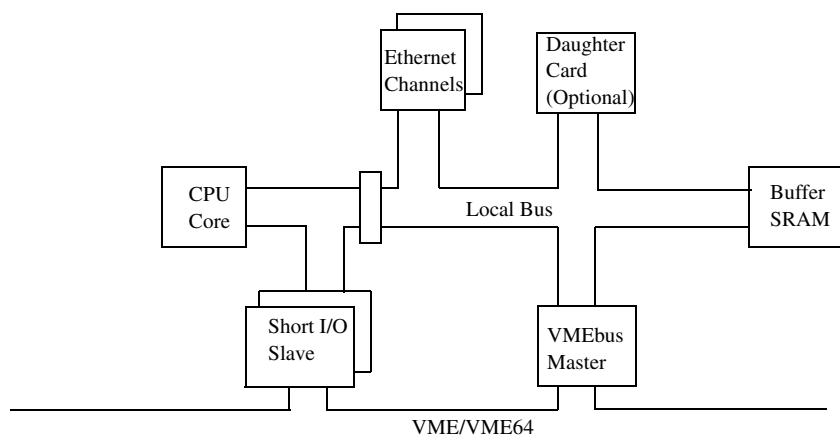 Ethernet
Channels
Daughter
Card
(Optional)
CPU
Core
Local Bus
Buffer
SRAM
Short I/O
Slave
VMEbus
Master
VME/VME64